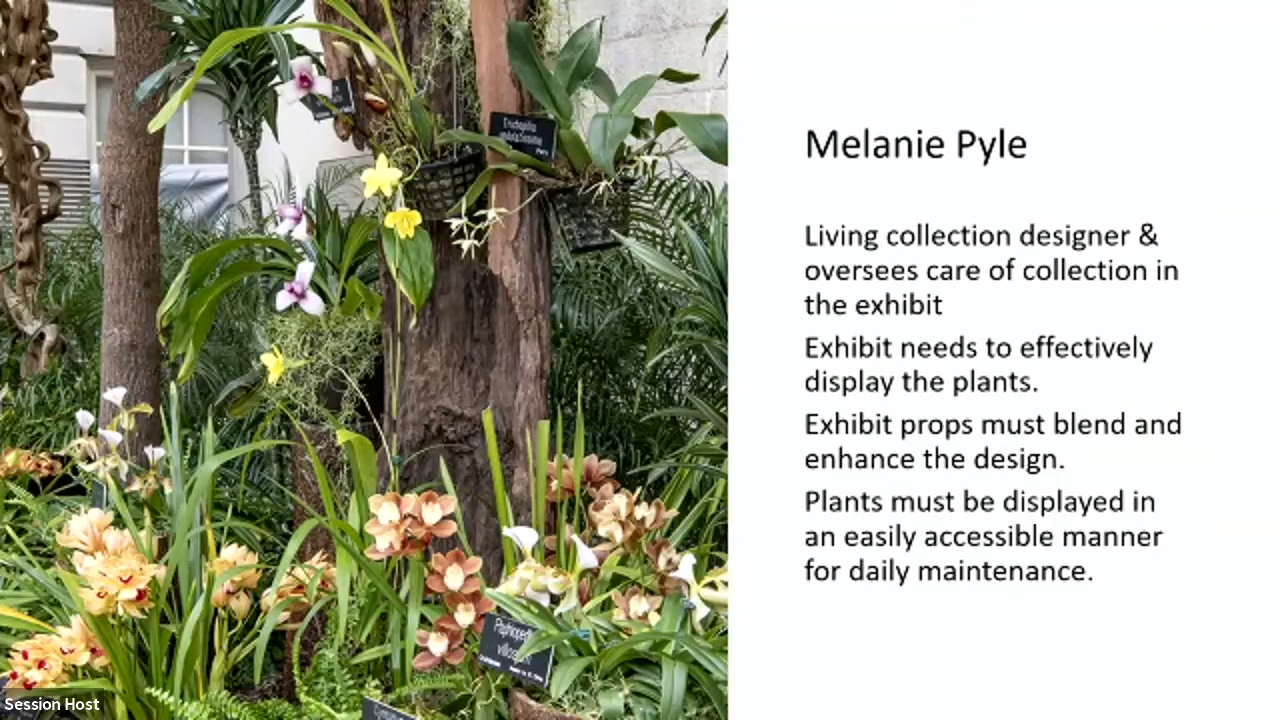 Melanie Pyle
Living collection designer &
oversees care of collection in
the exhibit
Exhibit needs to effectively
display the plants.
Exhibit props must blend and
enhance the design.
Plants must be displayed in
an easily accessible manner
for daily maintenance.
villosum
Session Host